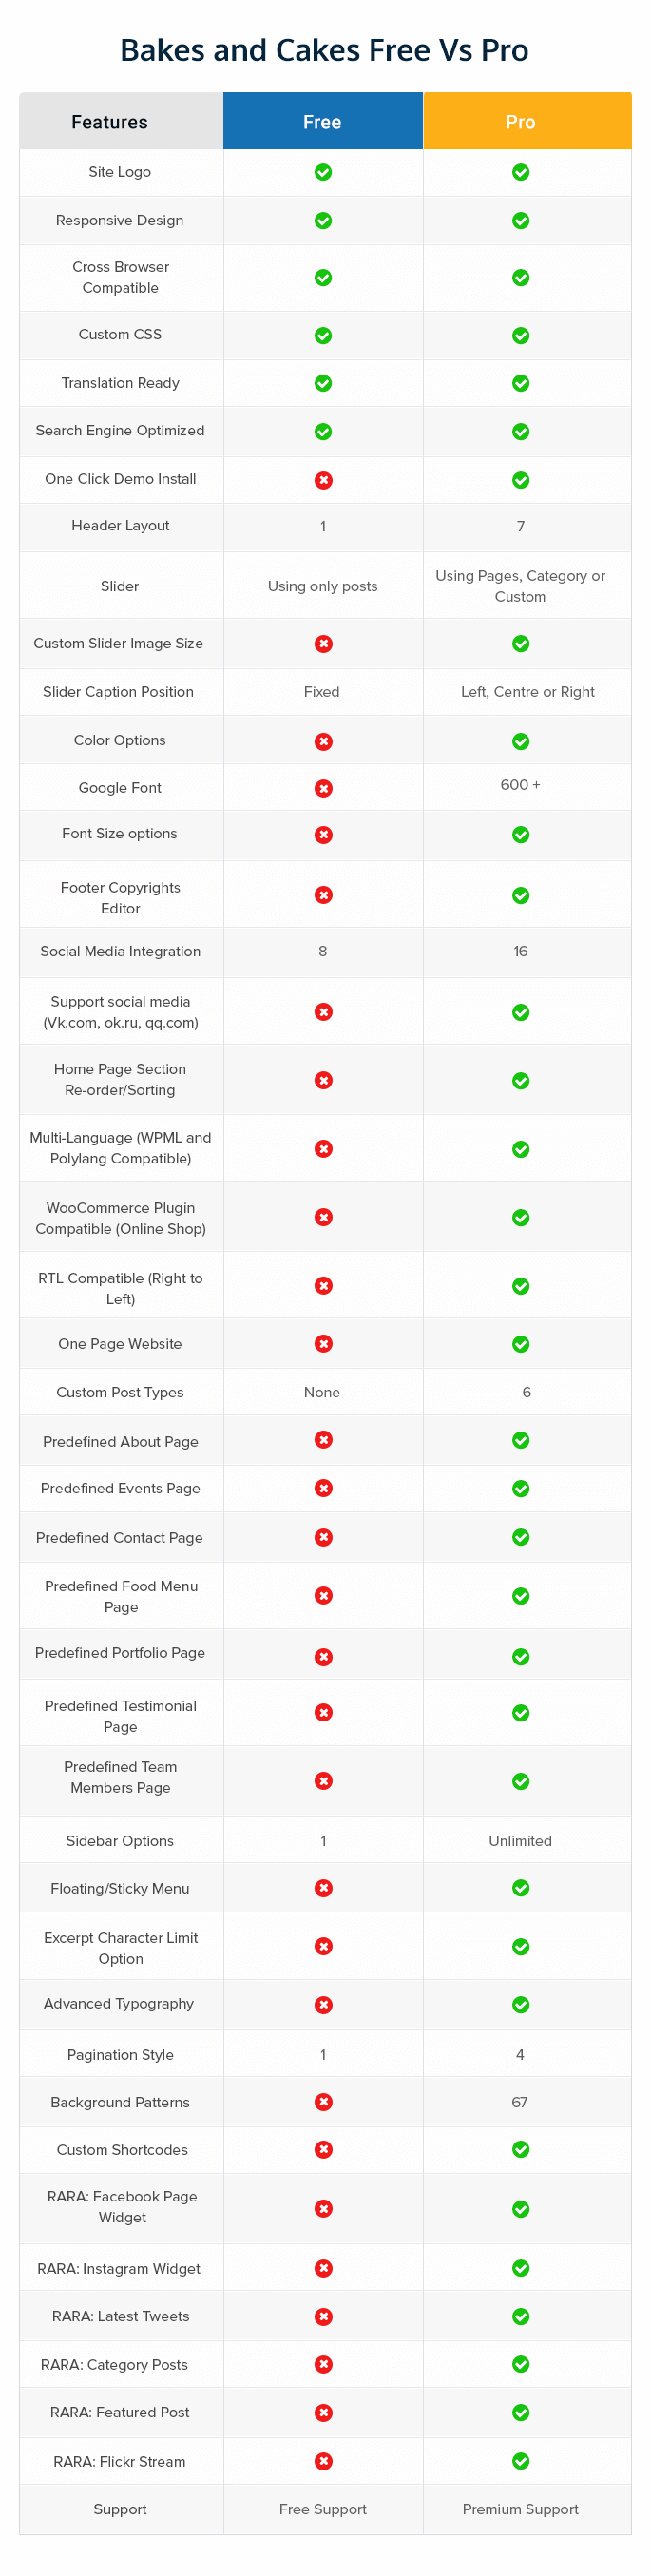 Bakes and Cakes Free Vs Pro
Features Free Pro
Site Logo
Responsive Design
Cross Browser
Compatible
Custom CSS
Translation Ready
Search Engine Optimized
One Click Demo Install
Header Layout 1 7
Slider Using only posts Using Pages, Category or
Custom
Custom Slider Image Size
Slider Caption Position Fixed Left, Centre or Right
Color Options
Google Font 600 +
Font Size options
Footer Copyrights
Editor
Social Media Integration 8 16
Support social media
(Vk.com, ok.ru, qq.com)
Home Page Section
Re-order/Sorting
Multi-Language (WPML and
Polylang Compatible)
WooCommerce Plugin
Compatible (Online Shop)
RTL Compatible (Right to
Left)
One Page Website
Custom Post Types None 6
Predefined About Page
Predefined Events Page
Predefined Contact Page
Predefined Food Menu
Page
Predefined Portfolio Page
Predefined Testimonial
Page
Predefined Team
Members Page
Sidebar Options 1 Unlimited
Floating/Sticky Menu
Excerpt Character Limit
Option
Advanced Typography
Pagination Style 1 4
Background Patterns 67
Custom Shortcodes
RARA: Facebook Page
Widget
RARA: Instagram Widget
RARA: Latest Tweets
RARA: Category Posts
RARA: Featured Post
RARA: Flickr Stream
Support Free Support Premium Support